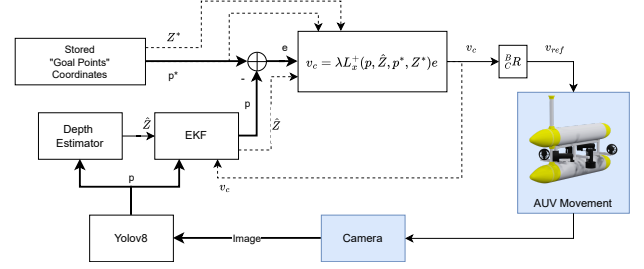 Z*
Stored
"Goal Points"
Coordinates
p*
-
e
v_c = λL_x^+(p, Ẑ, p*, Z*)e
v_c
^B_C R
v_ref
p
Depth
Estimator
Ẑ
EKF
Ẑ
v_c
p
AUV Movement
Yolov8
Image
Camera